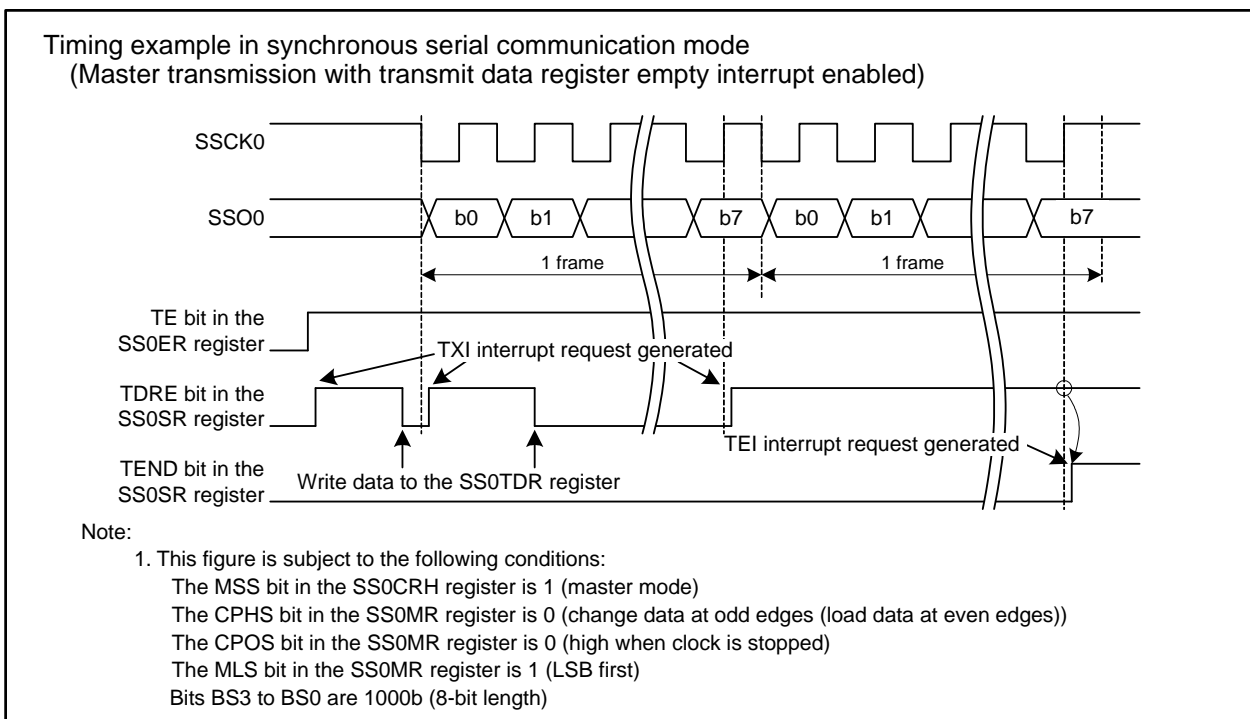 Timing example in synchronous serial communication mode
(Master transmission with transmit data register empty interrupt enabled)
SSCK0
SSO0
b0
b1
b7
b0
b1
b7
1 frame
1 frame
TE bit in the
SS0ER register
TXI interrupt request generated
TDRE bit in the
SS0SR register
TEI interrupt request generated
TEND bit in the
SS0SR register
Write data to the SS0TDR register
Note:
1. This figure is subject to the following conditions:
The MSS bit in the SS0CRH register is 1 (master mode)
The CPHS bit in the SS0MR register is 0 (change data at odd edges (load data at even edges))
The CPOS bit in the SS0MR register is 0 (high when clock is stopped)
The MLS bit in the SS0MR register is 1 (LSB first)
Bits BS3 to BS0 are 1000b (8-bit length)